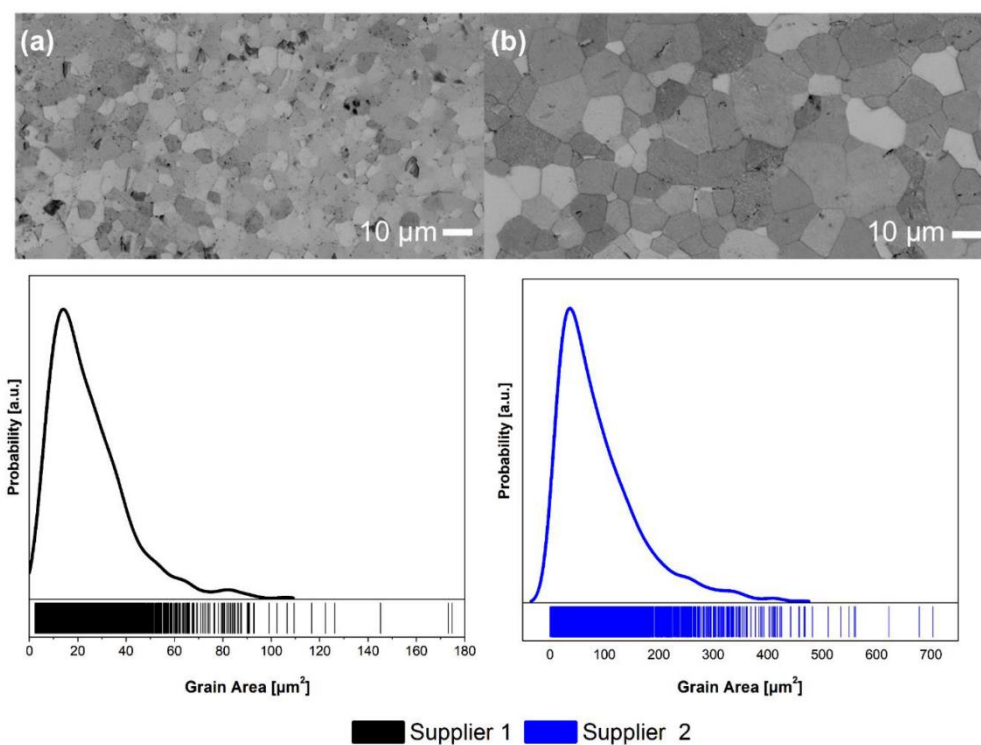 (a)
(b)
10 µm
10 µm
Probability [a.u.]
0 20 40 60 80 100 120 140 160 180
Grain Area [µm²]
Probability [a.u.]
0 100 200 300 400 500 600 700
Grain Area [µm²]
Supplier 1
Supplier 2